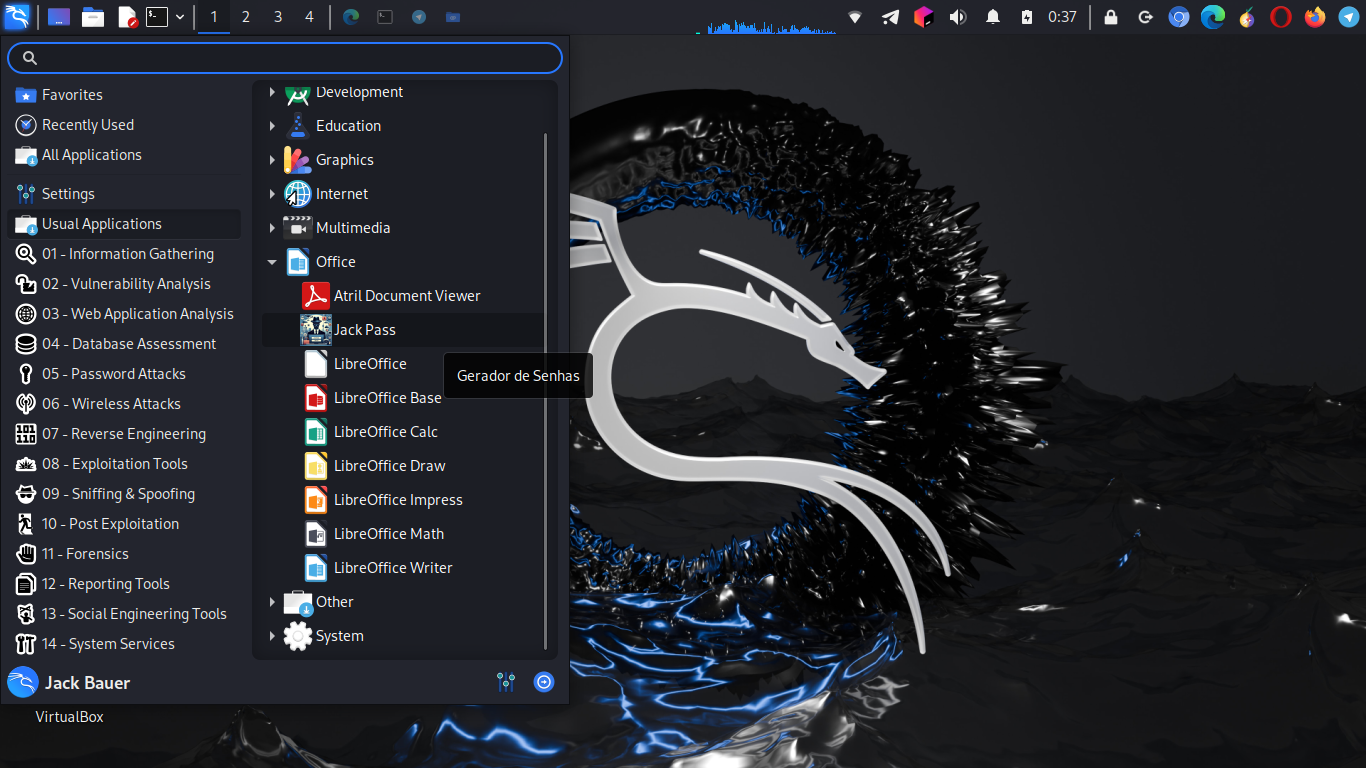 1
2
3
4
0:37
Favorites
Recently Used
All Applications
Settings
Usual Applications
01 - Information Gathering
02 - Vulnerability Analysis
03 - Web Application Analysis
04 - Database Assessment
05 - Password Attacks
06 - Wireless Attacks
07 - Reverse Engineering
08 - Exploitation Tools
09 - Sniffing & Spoofing
10 - Post Exploitation
11 - Forensics
12 - Reporting Tools
13 - Social Engineering Tools
14 - System Services
Development
Education
Graphics
Internet
Multimedia
Office
Atril Document Viewer
Jack Pass
LibreOffice
Gerador de Senhas
LibreOffice Base
LibreOffice Calc
LibreOffice Draw
LibreOffice Impress
LibreOffice Math
LibreOffice Writer
Other
System
Jack Bauer
VirtualBox